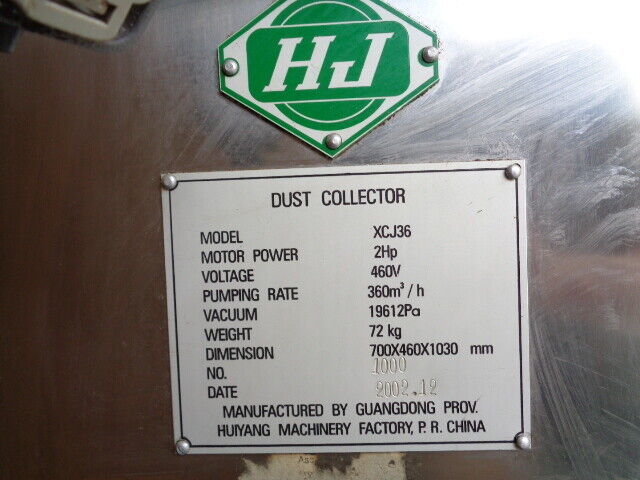 HJ
DUST COLLECTOR
MODEL XCJ36
MOTOR POWER 2Hp
VOLTAGE 460V
PUMPING RATE 360m³/h
VACUUM 19612Pa
WEIGHT 72 kg
DIMENSION 700X460X1030 mm
NO. 1000
DATE 2002.12
MANUFACTURED BY GUANGDONG PROV.
HUIYANG MACHINERY FACTORY, P. R. CHINA